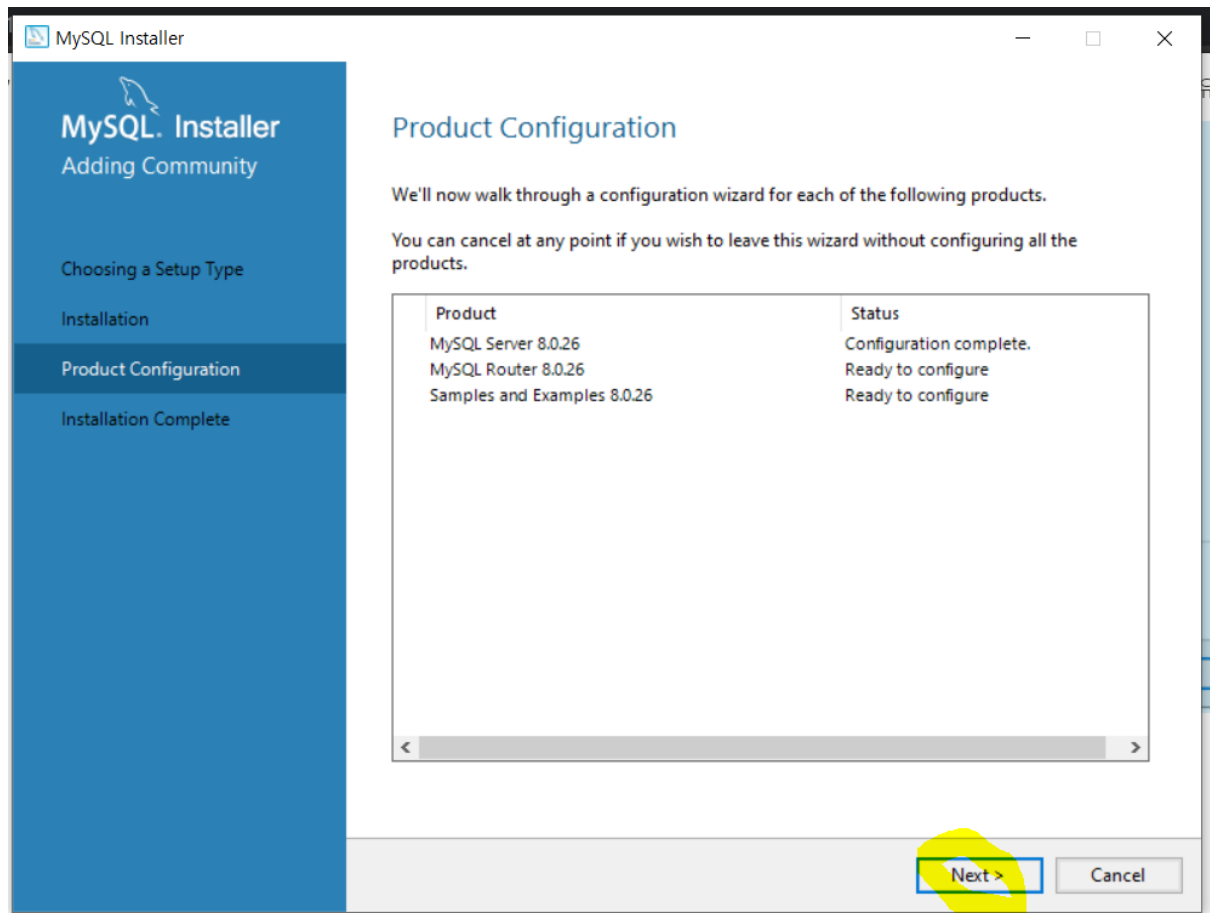 MySQL Installer
MySQL. Installer
Adding Community
Choosing a Setup Type
Installation
Product Configuration
Installation Complete
Product Configuration
We'll now walk through a configuration wizard for each of the following products.
You can cancel at any point if you wish to leave this wizard without configuring all the
products.
Product Status
MySQL Server 8.0.26 Configuration complete.
MySQL Router 8.0.26 Ready to configure
Samples and Examples 8.0.26 Ready to configure
Next > Cancel